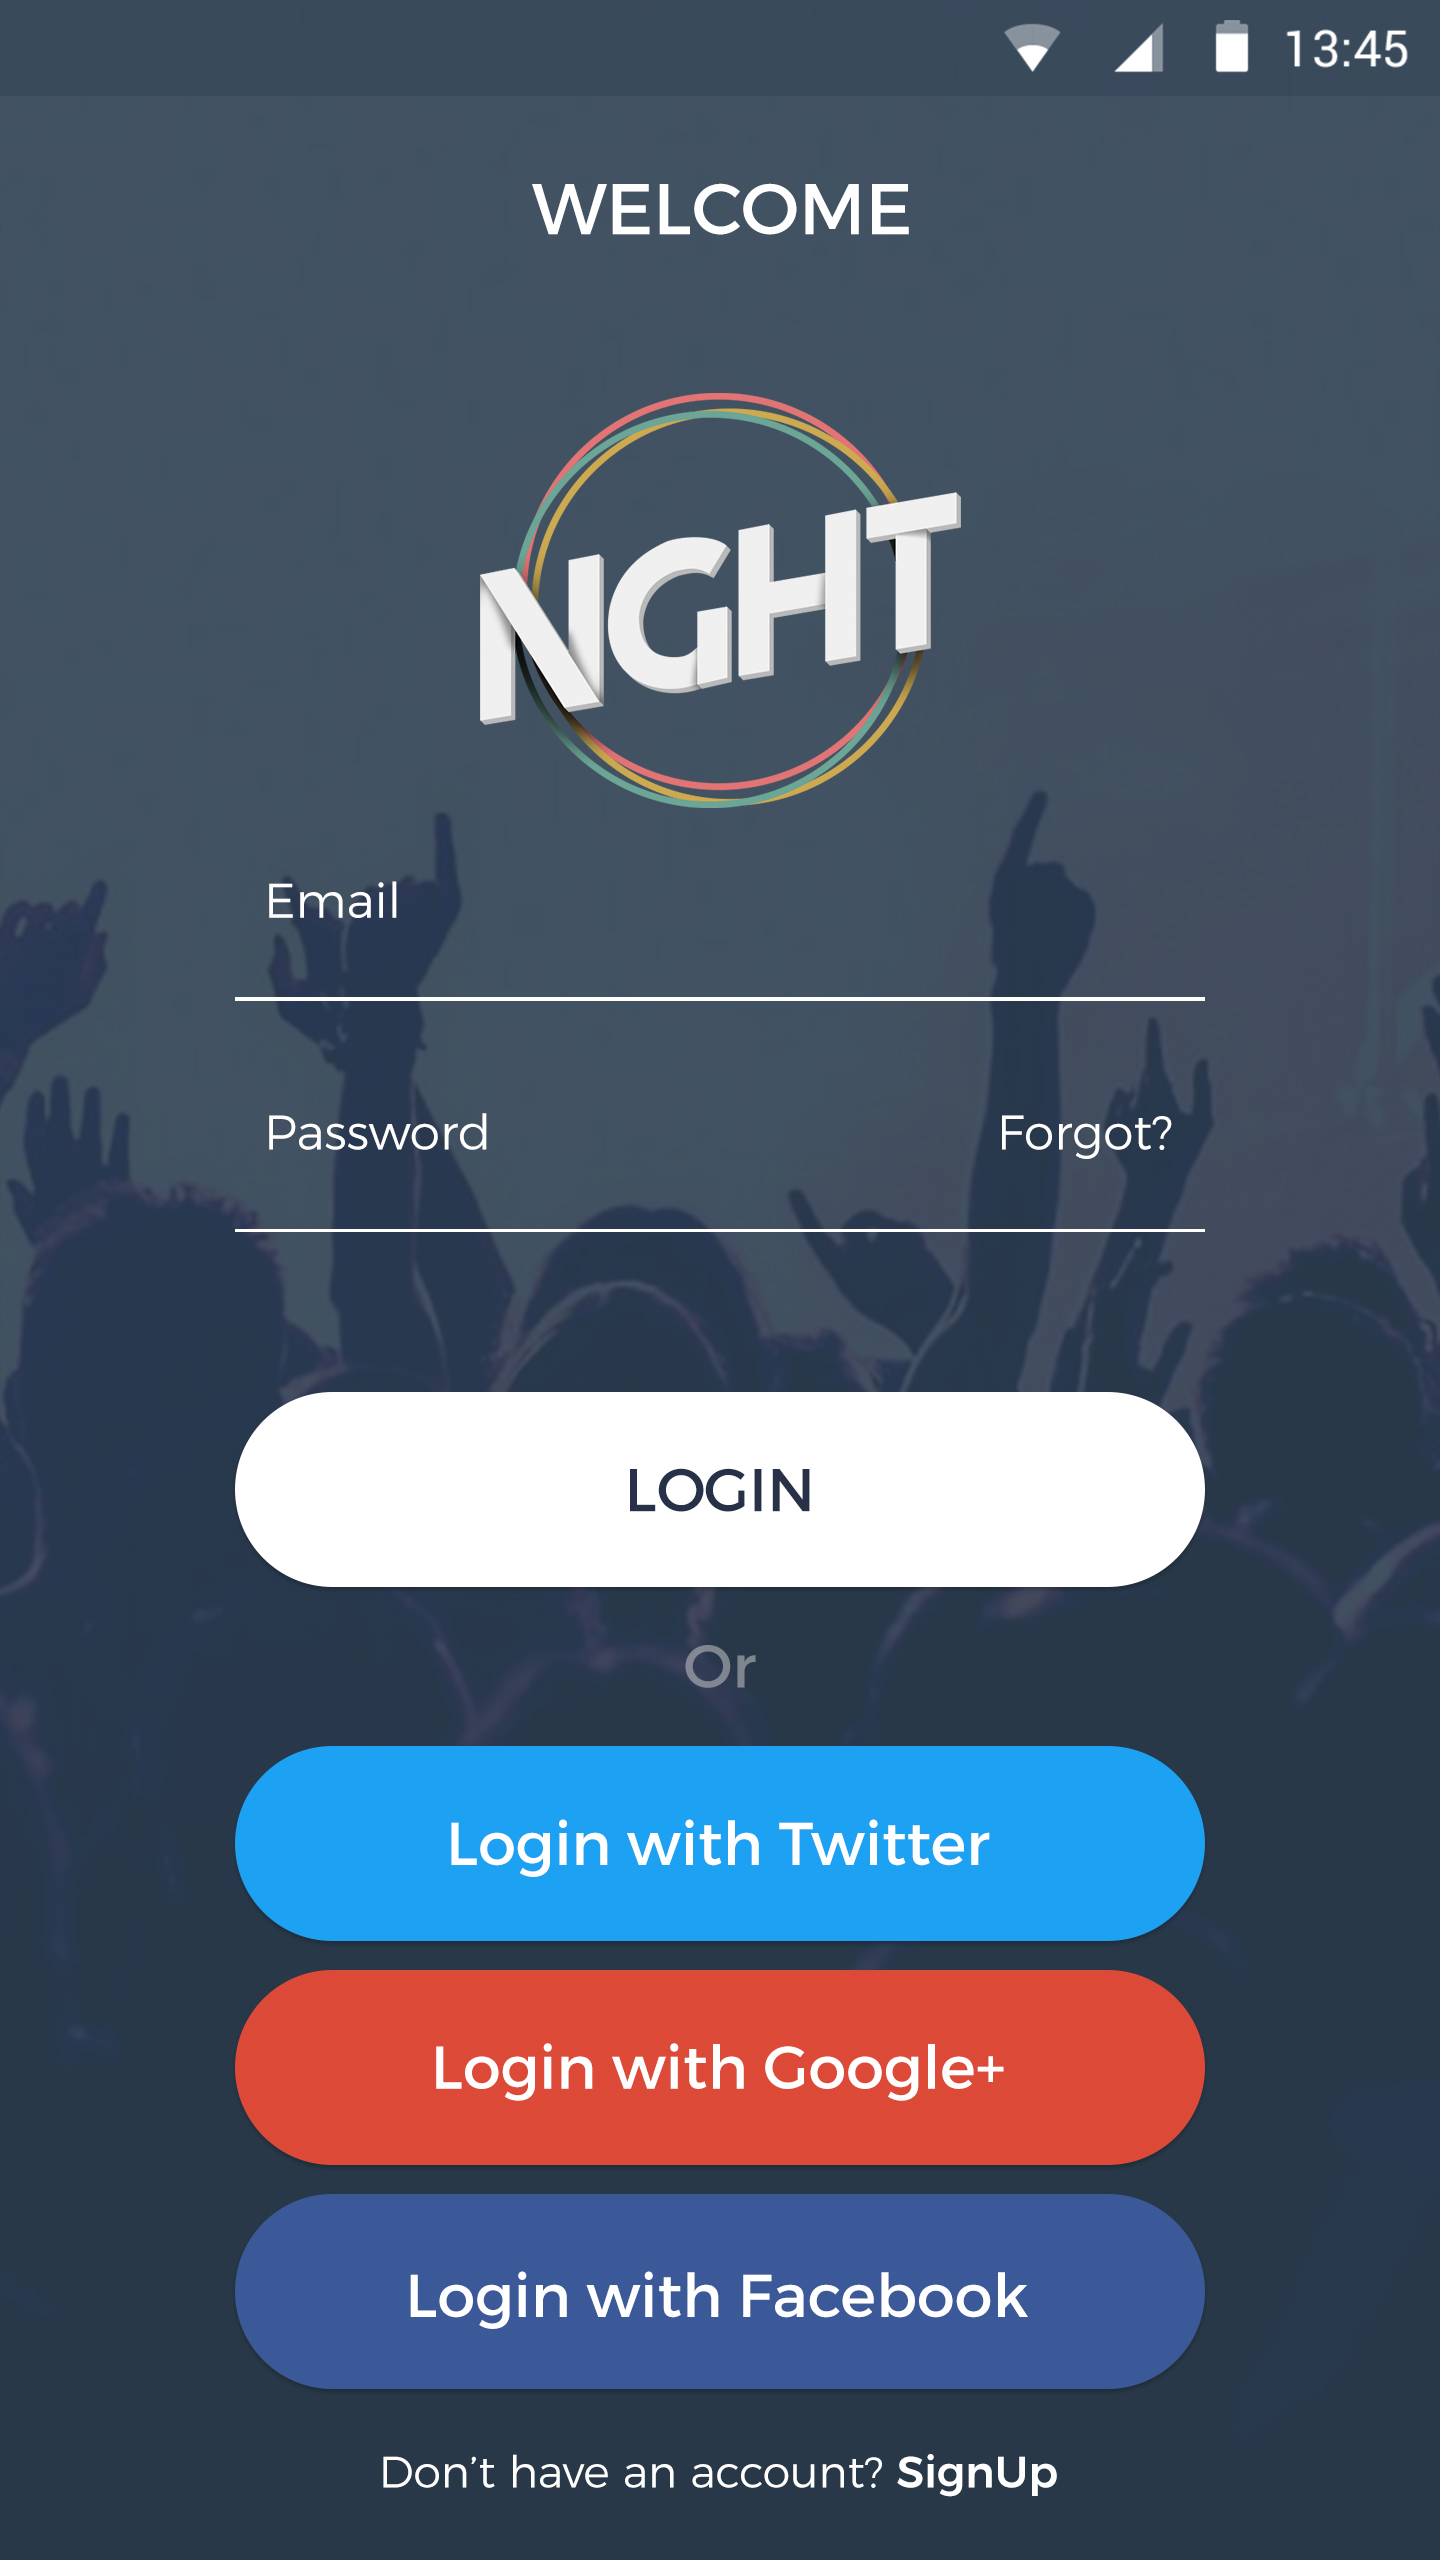 13:45
WELCOME
NGHT
Email
Password Forgot?
LOGIN
Or
Login with Twitter
Login with Google+
Login with Facebook
Don’t have an account? SignUp